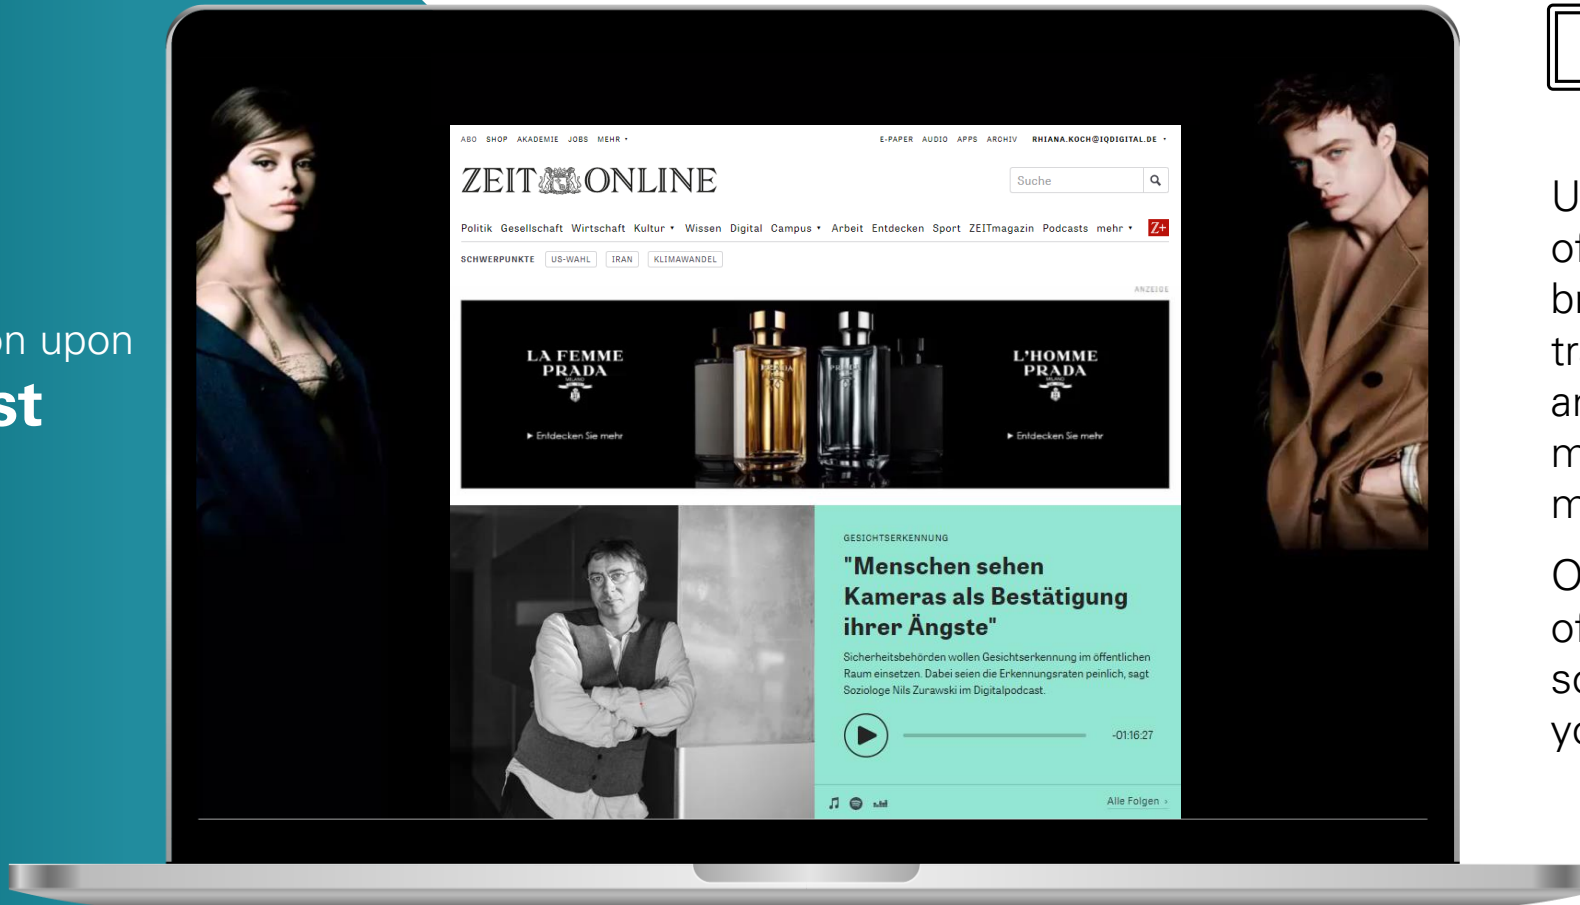 on upon
st
ABO SHOP AKADEMIE JOBS MEHR
E-PAPER AUDIO APPS ARCHIV RHIANA.KOCH@IQDIGITAL.DE
ZEIT ONLINE
Suche
Politik Gesellschaft Wirtschaft Kultur Wissen Digital Campus Arbeit Entdecken Sport ZEITmagazin Podcasts mehr Z+
SCHWERPUNKTE US-WAHL IRAN KLIMAWANDEL
ANZEIGE
LA FEMME
PRADA
MILANO
Entdecken Sie mehr
L'HOMME
PRADA
MILANO
Entdecken Sie mehr
GESICHTSERKENNUNG
"Menschen sehen
Kameras als Bestätigung
ihrer Ängste"
Sicherheitsbehörden wollen Gesichtserkennung im öffentlichen
Raum einsetzen. Dabei seien die Erkennungsraten peinlich, sagt
Soziologe Nils Zurawski im Digitalpodcast.
-01:16:27
Alle Folgen
U
of
br
tr
ar
m
m
O
of
sc
yo